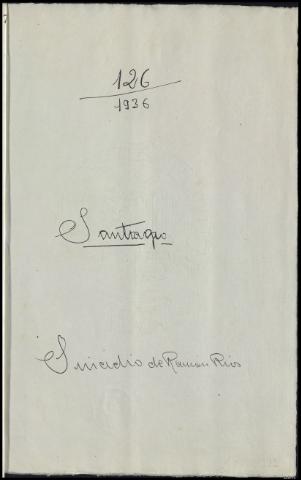 126
1936
Santiago
Suicidio de Ramon Rios